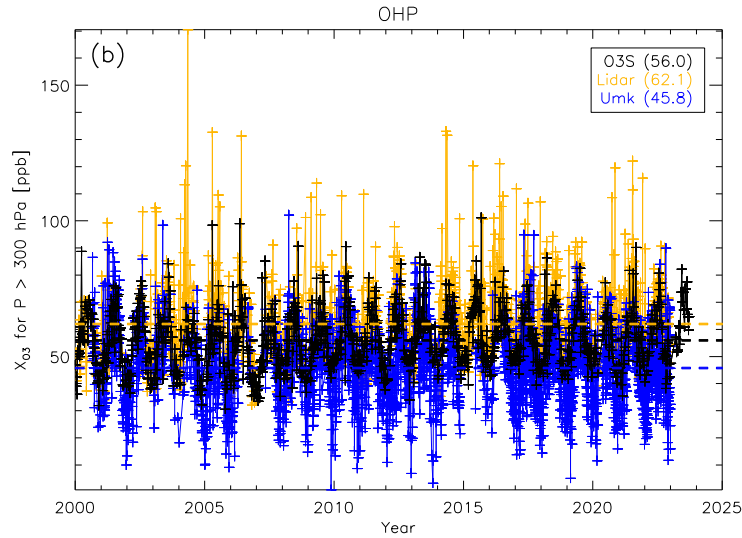 OHP
(b)
O3S (56.0)
Lidar (62.1)
Umk (45.8)
X_O3 for P > 300 hPa [ppb]
150
100
50
2000
2005
2010
2015
2020
2025
Year